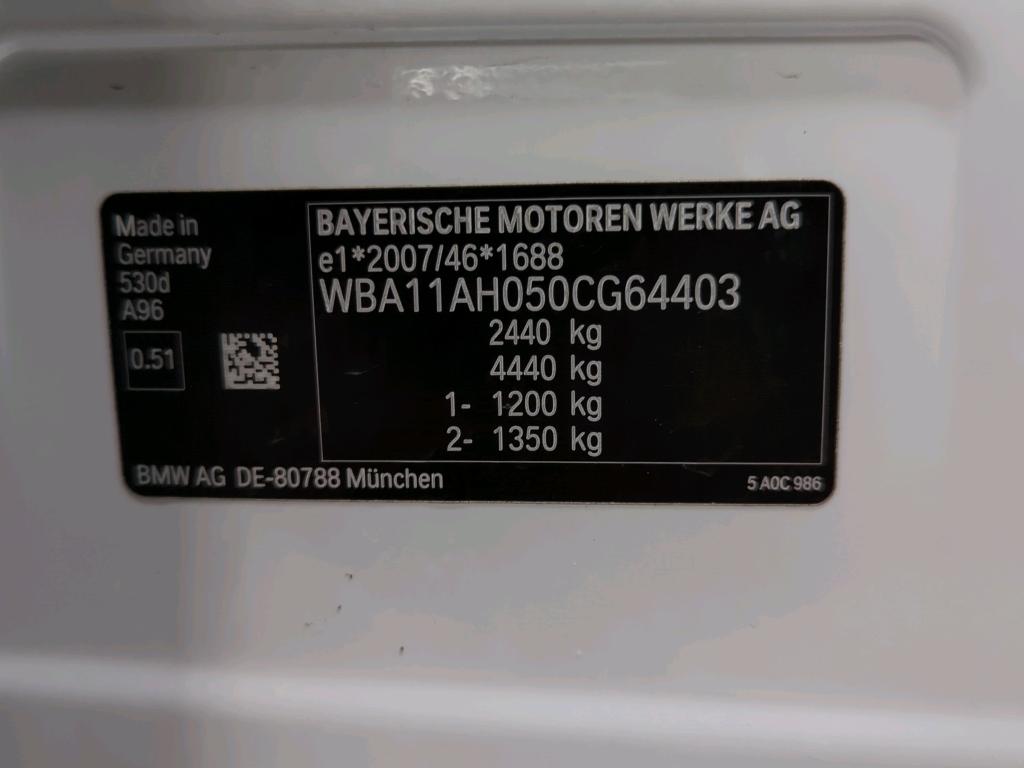 Made in
Germany
530d
A96
0.51
BAYERISCHE MOTOREN WERKE AG
e1*2007/46*1688
WBA11AH050CG64403
2440 kg
4440 kg
1- 1200 kg
2- 1350 kg
BMW AG DE-80788 München
5 A0C 986